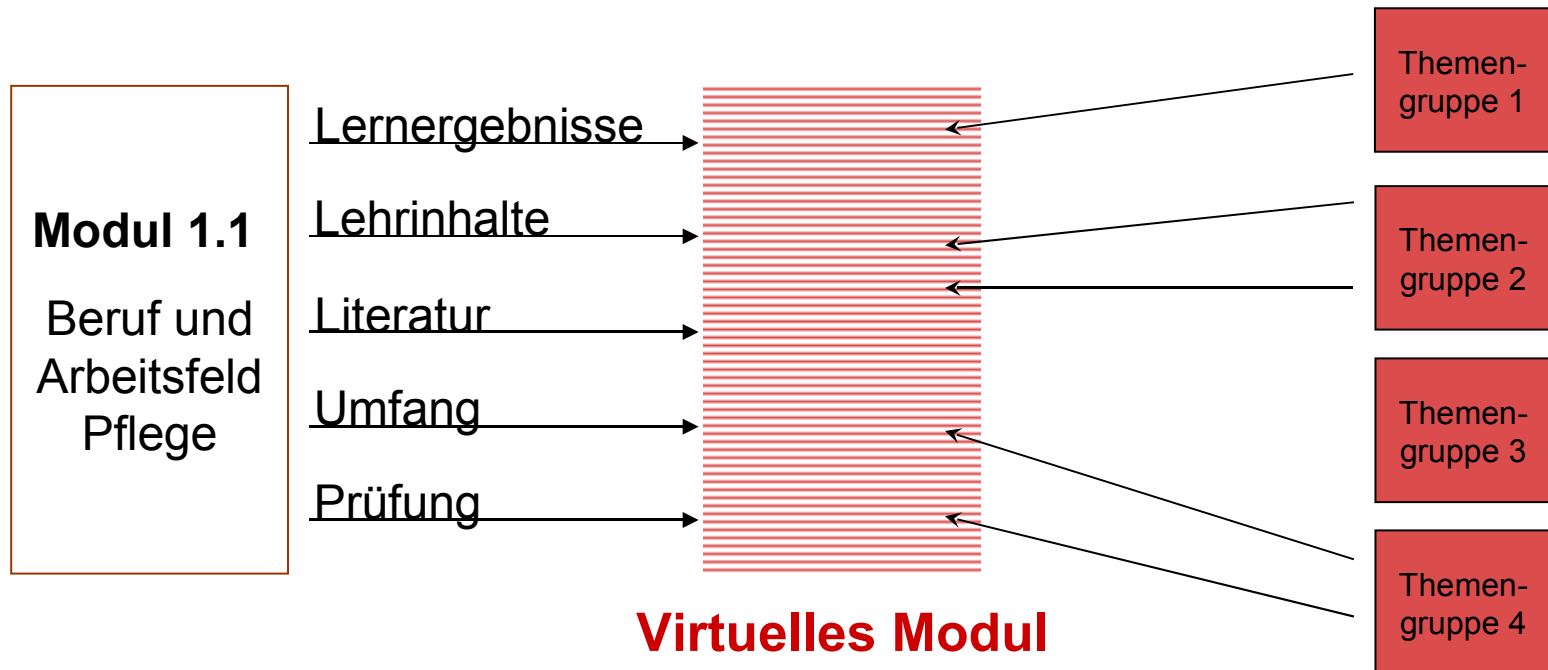 Modul 1.1
Beruf und
Arbeitsfeld
Pflege
Lernergebnisse
Lehrinhalte
Literatur
Umfang
Prüfung
Virtuelles Modul
Themen-
gruppe 1
Themen-
gruppe 2
Themen-
gruppe 3
Themen-
gruppe 4